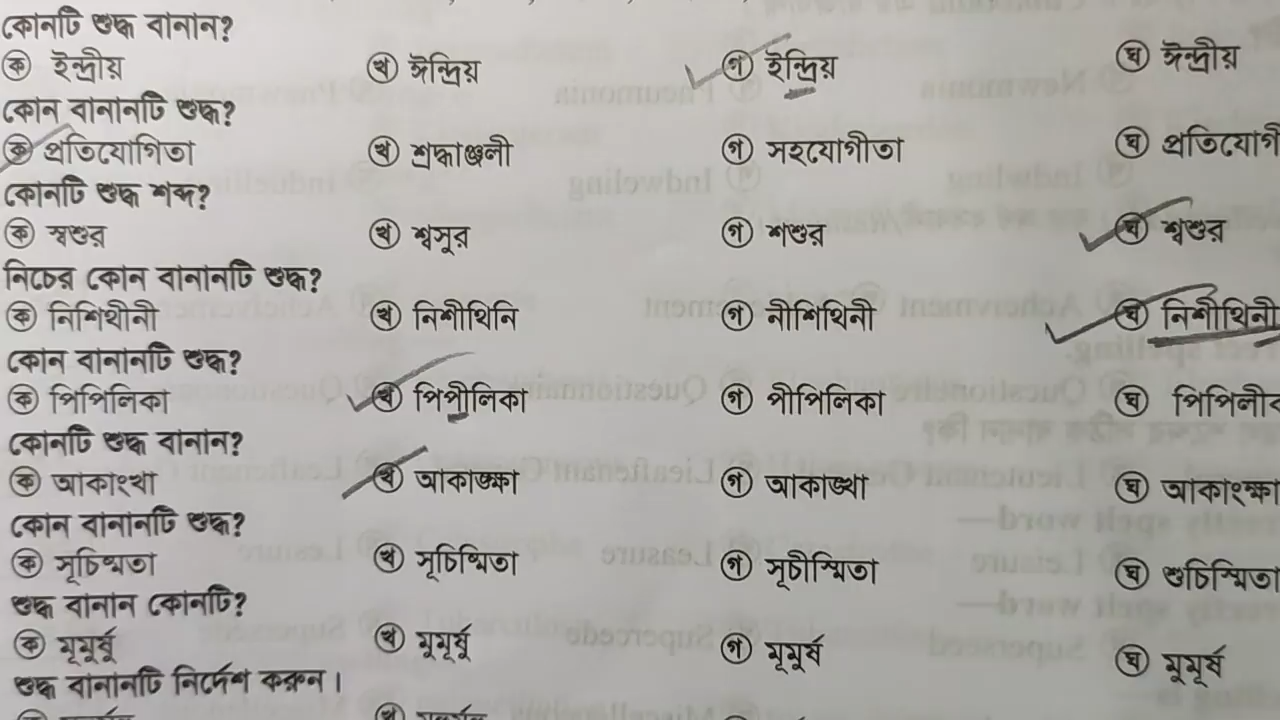 কোনটি শুদ্ধ বানান?
ক ইন্দ্রীয় খ ঈন্দ্রিয় গ ইন্দ্রিয় ঘ ঈন্দ্রীয়
কোন বানানটি শুদ্ধ?
ক প্রতিযোগিতা খ শ্রদ্ধাঞ্জলী গ সহযোগীতা ঘ
কোনটি শুদ্ধ শব্দ?
ক স্বশুর খ শ্বসুর গ শশুর ঘ শ্বশুর
নিচের কোন বানানটি শুদ্ধ?
ক নিশিথীনী খ নিশীথিনি গ নীশিথিনী ঘ নিশীথিনী
কোন বানানটি শুদ্ধ?
ক পিপিলিকা খ পিপীলিকা গ পীপিলিকা ঘ
কোনটি শুদ্ধ বানান?
ক আকাংখা খ আকাঙ্ক্ষা গ আকাঙ্খা ঘ আকাংক্ষা
কোন বানানটি শুদ্ধ?
ক খ গ সূচীস্মিতা ঘ শুচিস্মিতা
শুদ্ধ বানান কোনটি?
ক মূমুর্ষু খ মুমূর্ষু গ মূমুর্ষ ঘ মুমূর্ষ
শুদ্ধ বানানটি নির্দেশ করুন।